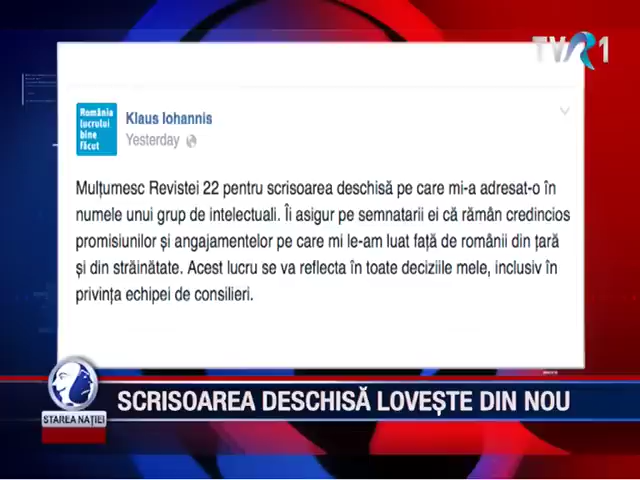 TVR1
România
lucrului
bine
făcut
Klaus Iohannis
Yesterday
Mulțumesc Revistei 22 pentru scrisoarea deschisă pe care mi-a adresat-o în
numele unui grup de intelectuali. Îi asigur pe semnatarii ei că rămân credincios
promisiunilor și angajamentelor pe care mi le-am luat față de românii din țară
și din străinătate. Acest lucru se va reflecta în toate deciziile mele, inclusiv în
privința echipei de consilieri.
SCRISOAREA DESCHISĂ LOVEȘTE DIN NOU
STAREA NAȚIEI